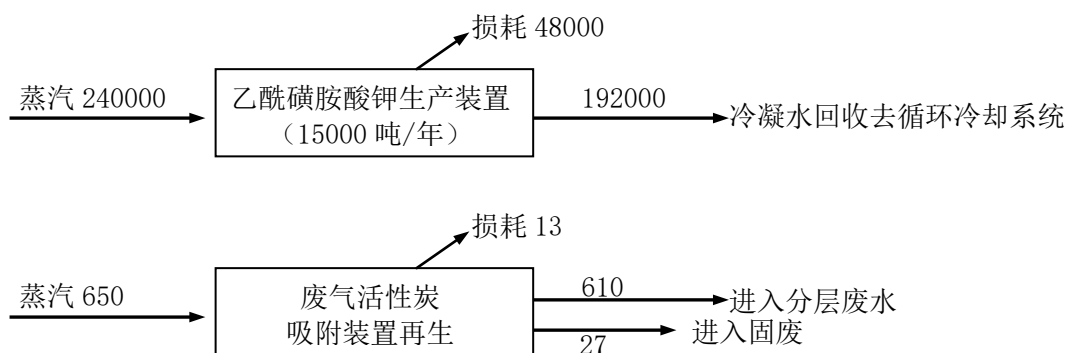 损耗 48000
蒸汽 240000
乙酰磺胺酸钾生产装置
（15000 吨/年）
192000
冷凝水回收去循环冷却系统
损耗 13
蒸汽 650
废气活性炭
吸附装置再生
610
进入分层废水
27
进入固废